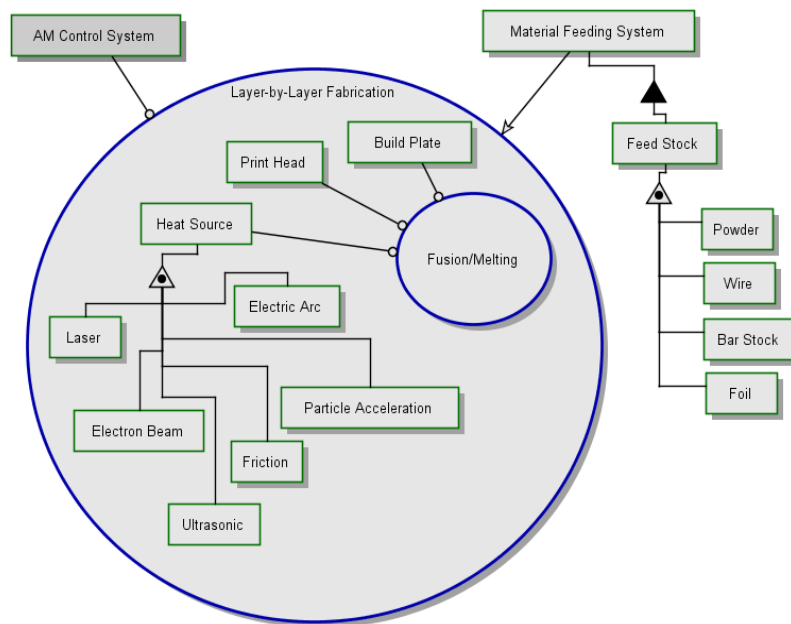 AM Control System
Material Feeding System
Layer-by-Layer Fabrication
Build Plate
Print Head
Feed Stock
Heat Source
Powder
Fusion/Melting
Wire
Electric Arc
Laser
Bar Stock
Foil
Particle Acceleration
Electron Beam
Friction
Ultrasonic